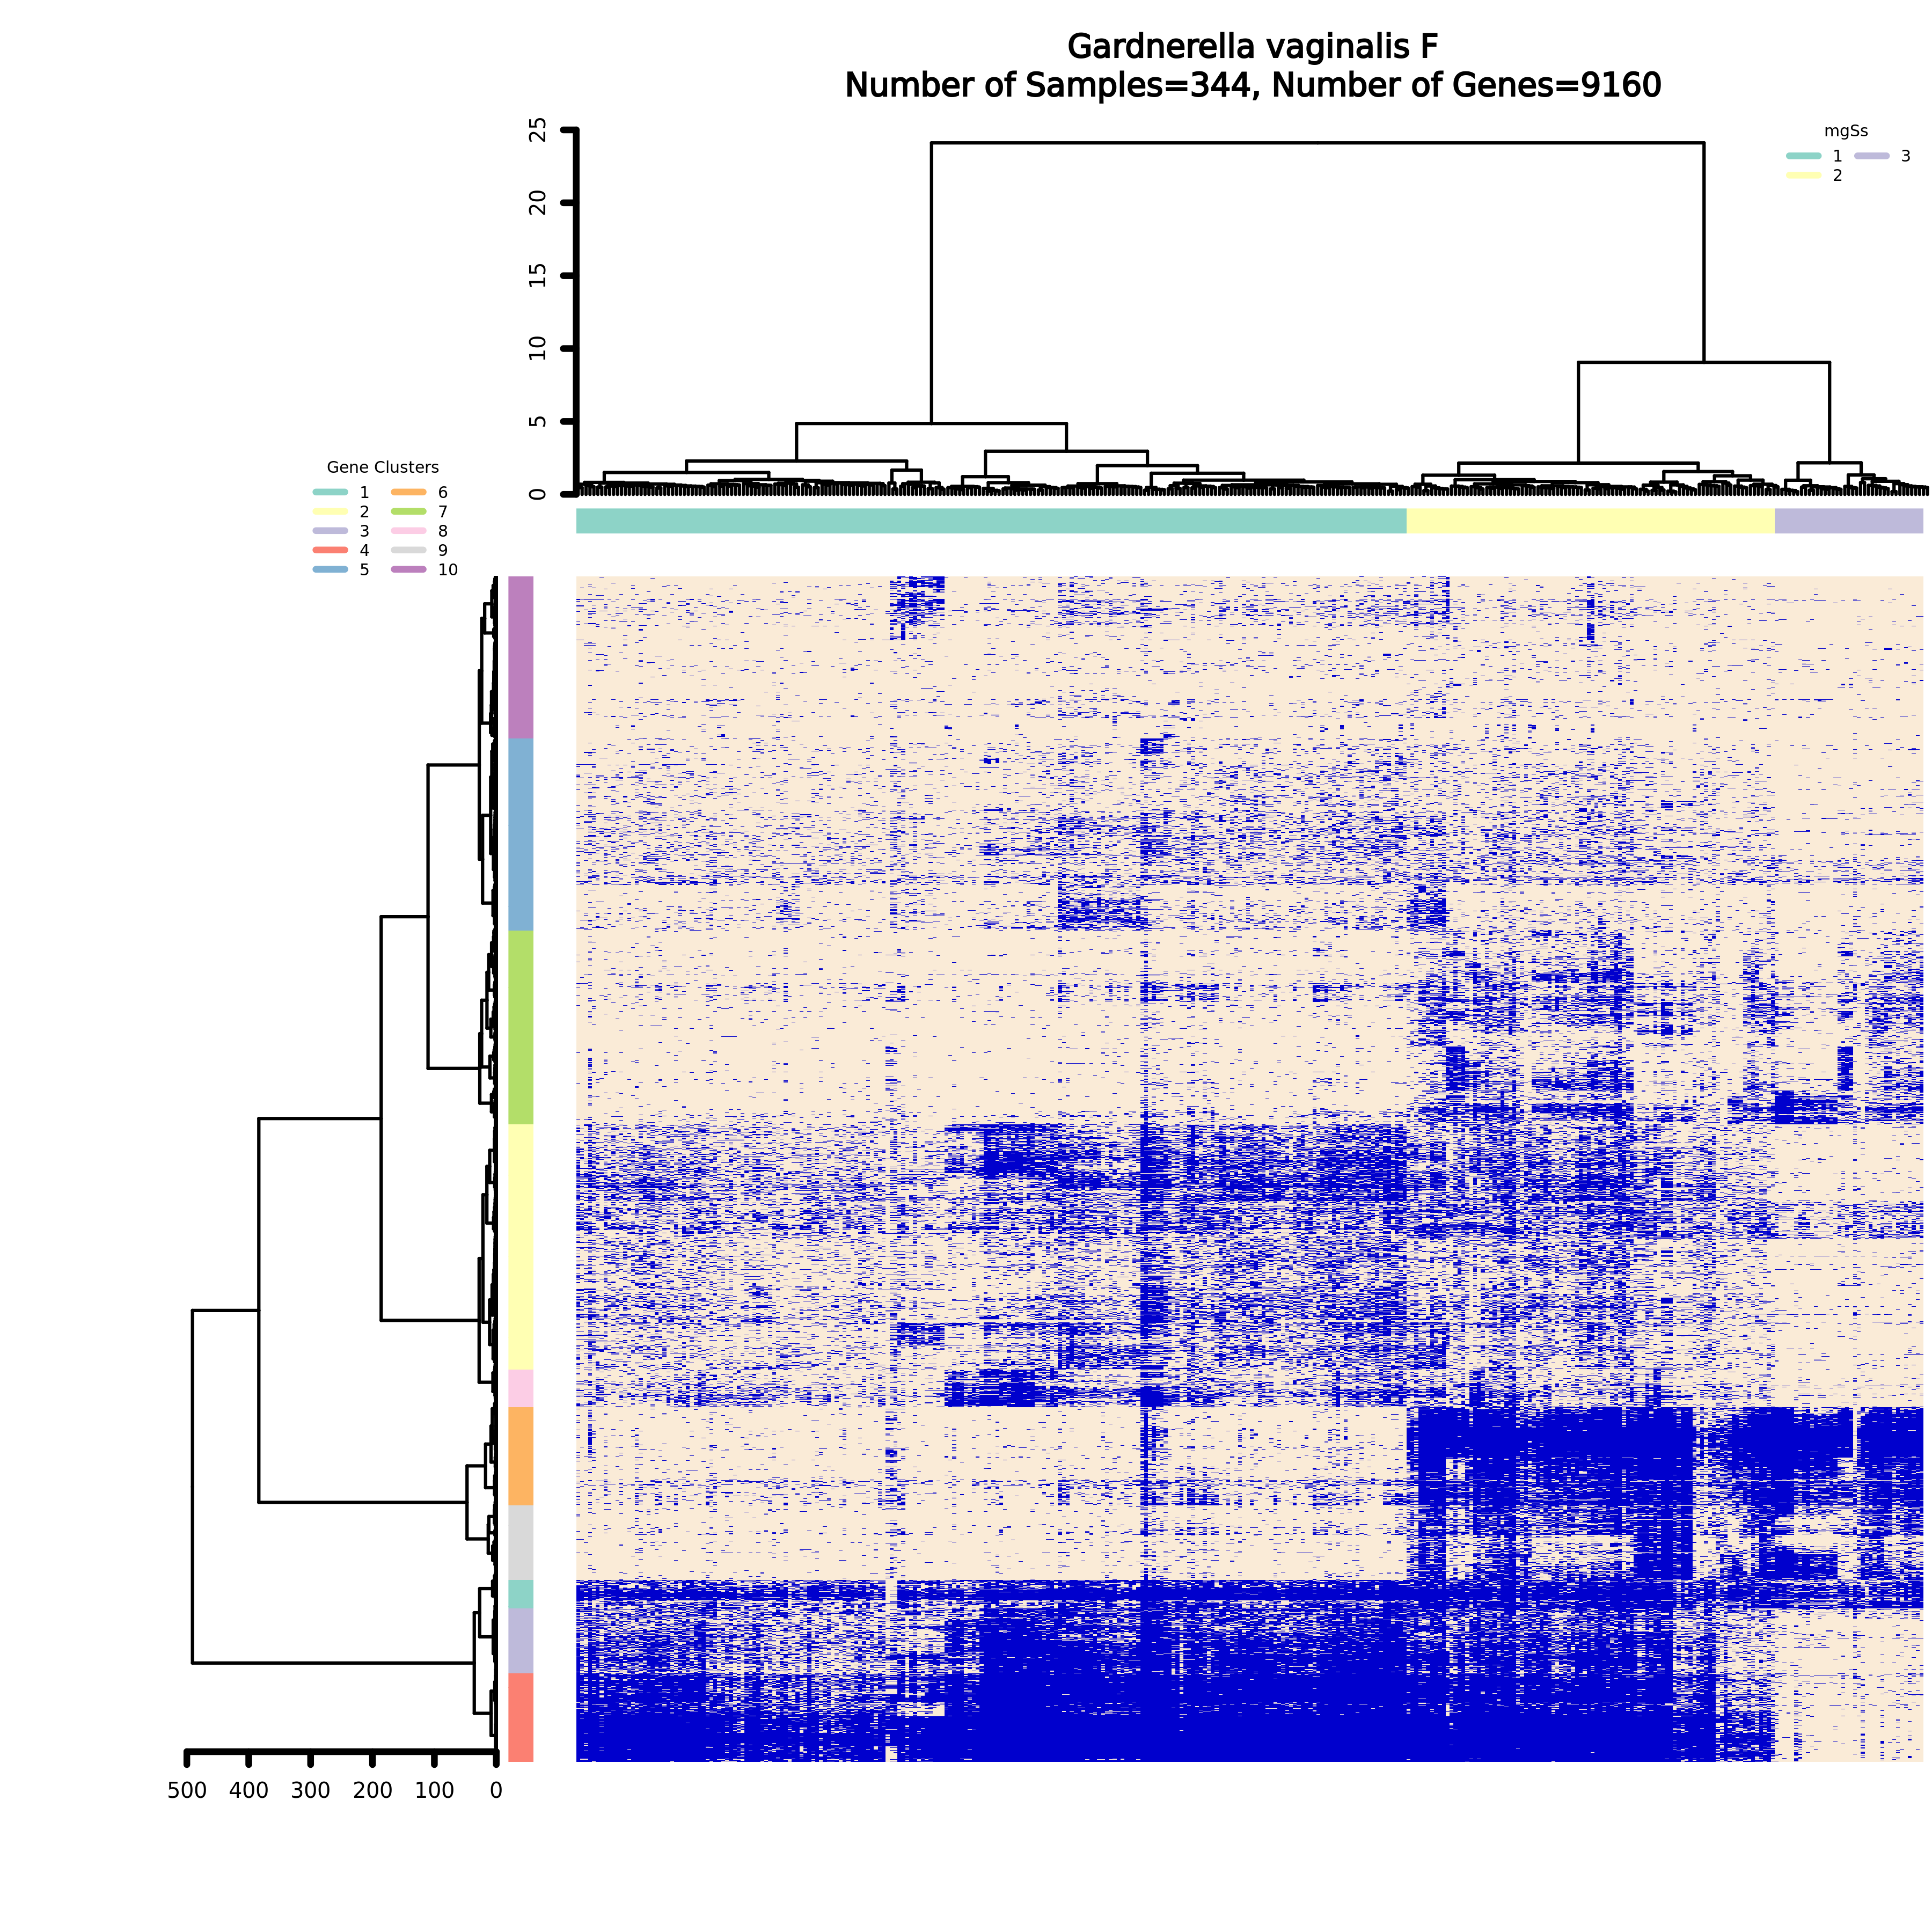 Gardnerella vaginalis F
Number of Samples=344, Number of Genes=9160
25
20
15
10
5
0
mgSs
1 3
2
Gene Clusters
1 6
2 7
3 8
4 9
5 10
500 400 300 200 100 0